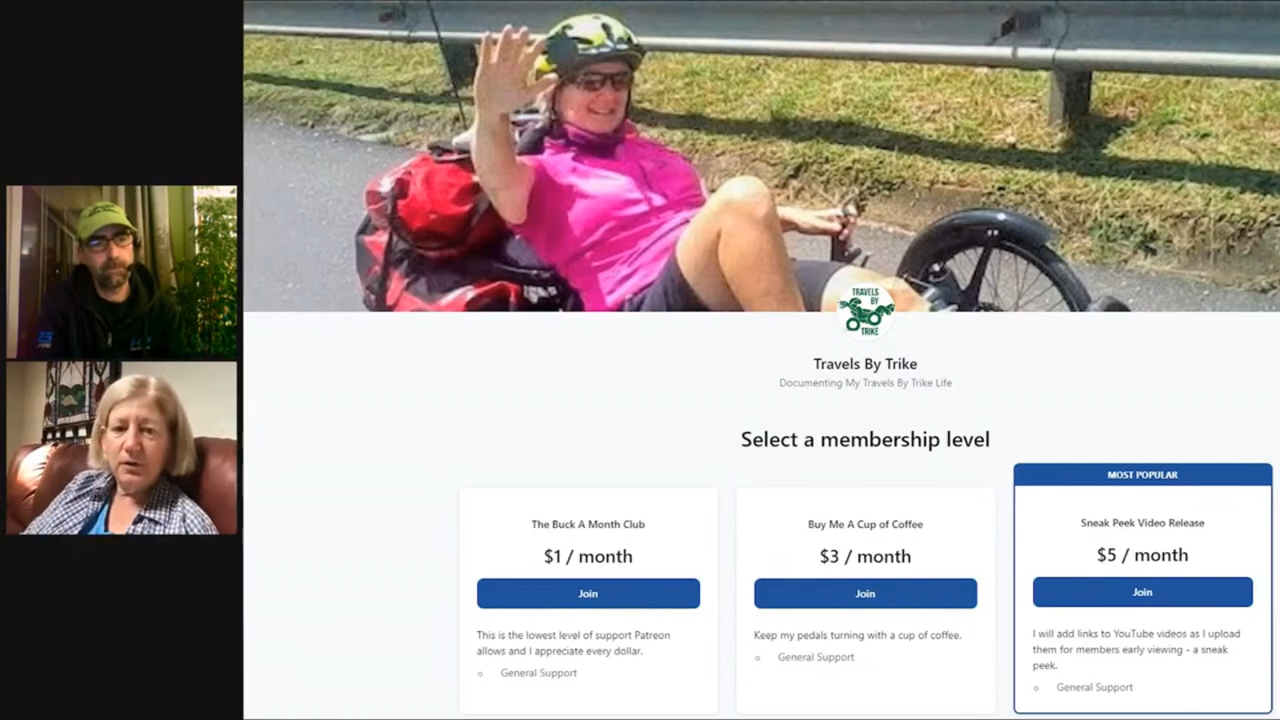 TRAVELS
BY
TRIKE
Travels By Trike
Documenting My Travels By Trike Life
Select a membership level
The Buck A Month Club
$1 / month
Join
This is the lowest level of support Patreon
allows and I appreciate every dollar.
General Support
Buy Me A Cup of Coffee
$3 / month
Join
Keep my pedals turning with a cup of coffee.
General Support
MOST POPULAR
Sneak Peek Video Release
$5 / month
Join
I will add links to YouTube videos as I upload
them for members early viewing - a sneak
peek.
General Support